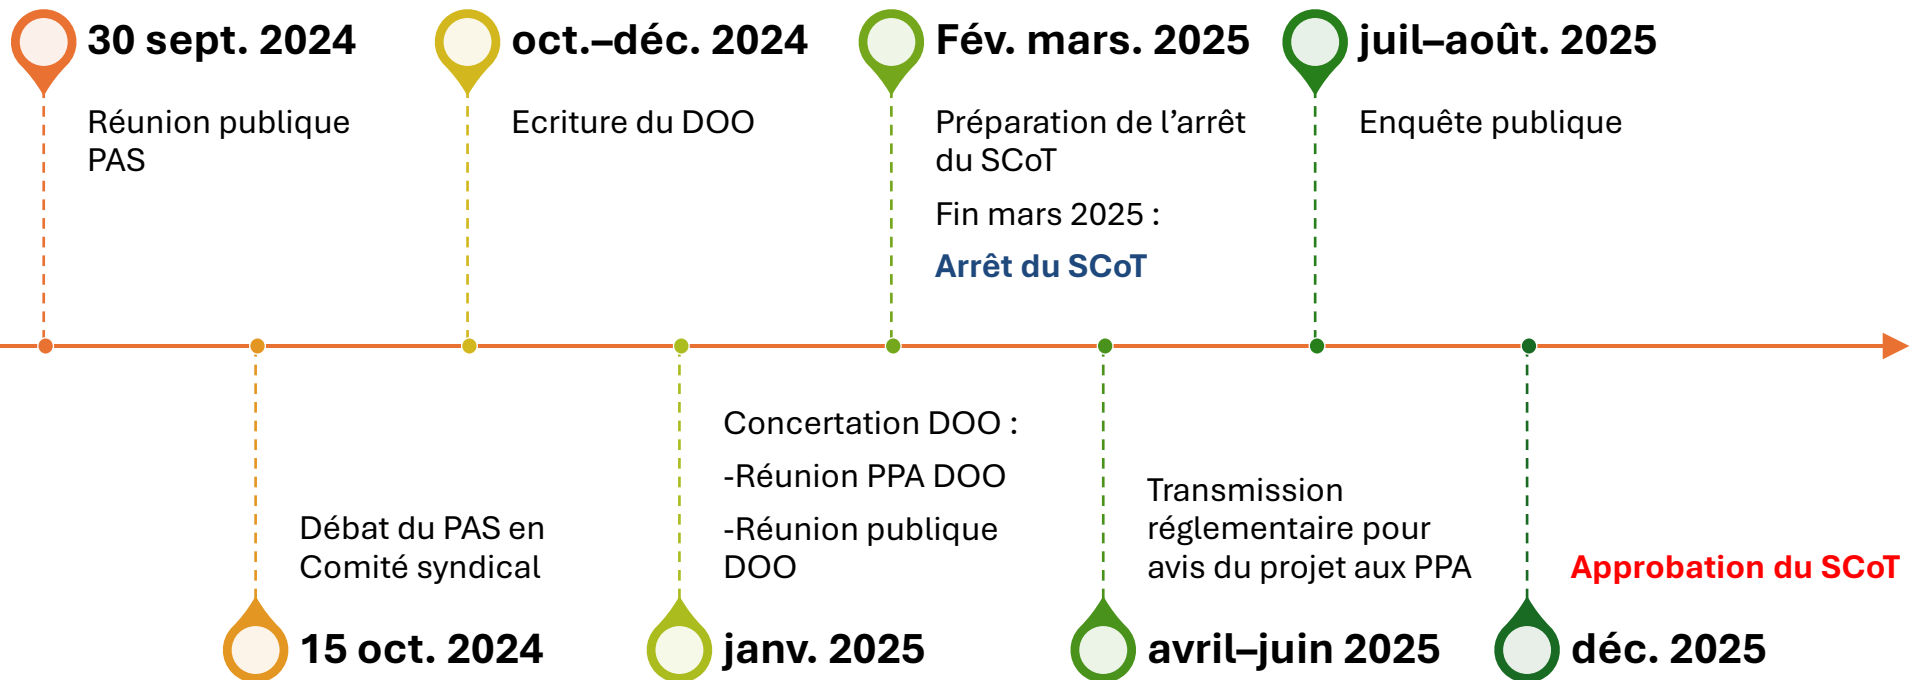 30 sept. 2024
Réunion publique
PAS
oct.–déc. 2024
Ecriture du DOO
Fév. mars. 2025
Préparation de l’arrêt
du SCoT
Fin mars 2025 :
Arrêt du SCoT
juil–août. 2025
Enquête publique
Débat du PAS en
Comité syndical
15 oct. 2024
Concertation DOO :
-Réunion PPA DOO
-Réunion publique
DOO
janv. 2025
Transmission
réglementaire pour
avis du projet aux PPA
avril–juin 2025
Approbation du SCoT
déc. 2025